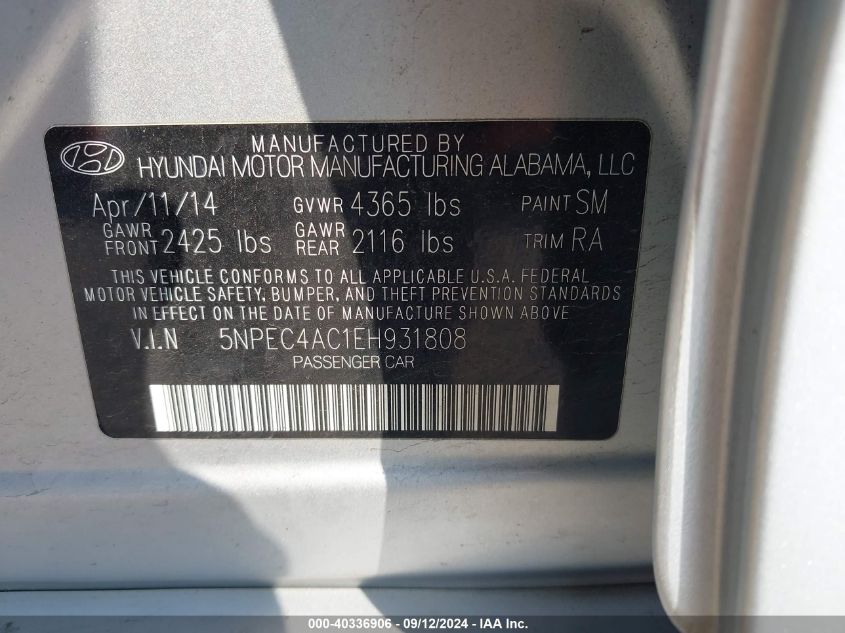 MANUFACTURED BY
HYUNDAI MOTOR MANUFACTURING ALABAMA, LLC
Apr/11/14 GVWR 4365 lbs PAINT SM
GAWR FRONT 2425 lbs GAWR REAR 2116 lbs TRIM RA
THIS VEHICLE CONFORMS TO ALL APPLICABLE U.S.A. FEDERAL
MOTOR VEHICLE SAFETY, BUMPER, AND THEFT PREVENTION STANDARDS
IN EFFECT ON THE DATE OF MANUFACTURE SHOWN ABOVE
V.I.N 5NPEC4AC1EH931808
PASSENGER CAR
000-40336906 - 09/12/2024 - IAA Inc.